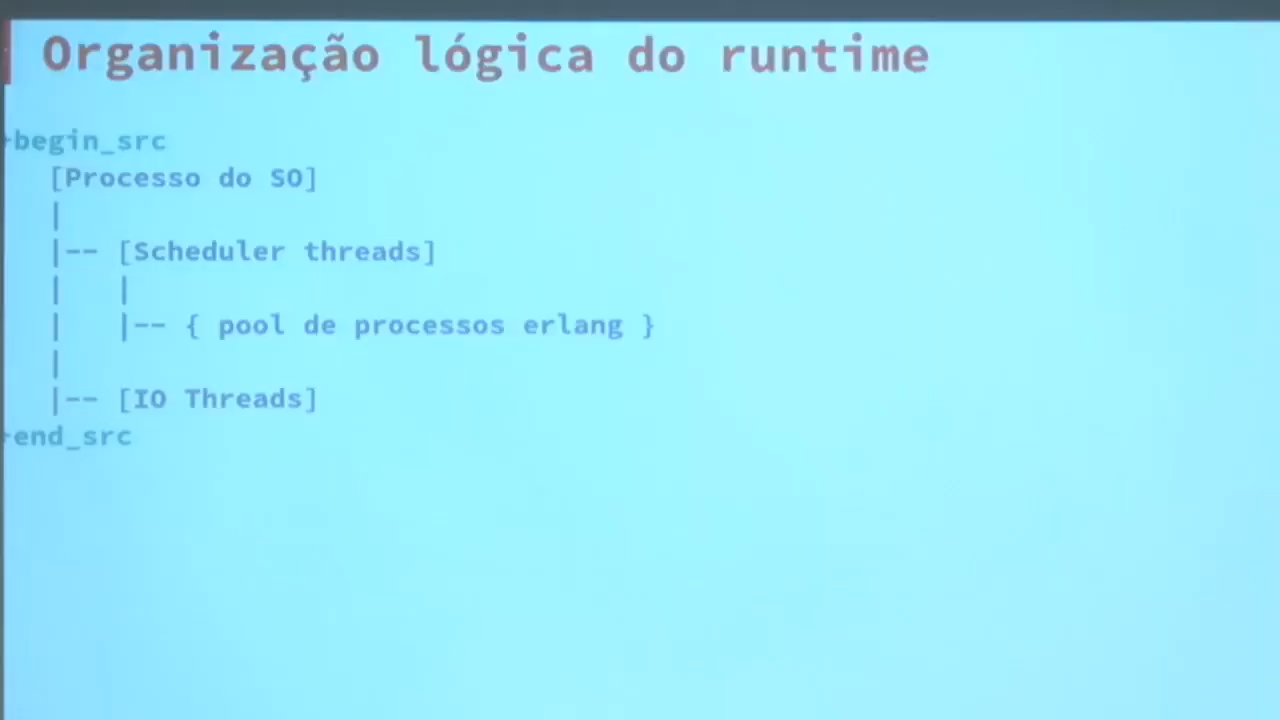 Organização lógica do runtime
+begin_src
[Processo do SO]
|
|-- [Scheduler threads]
|   |
|   |-- { pool de processos erlang }
|
|-- [IO Threads]
+end_src